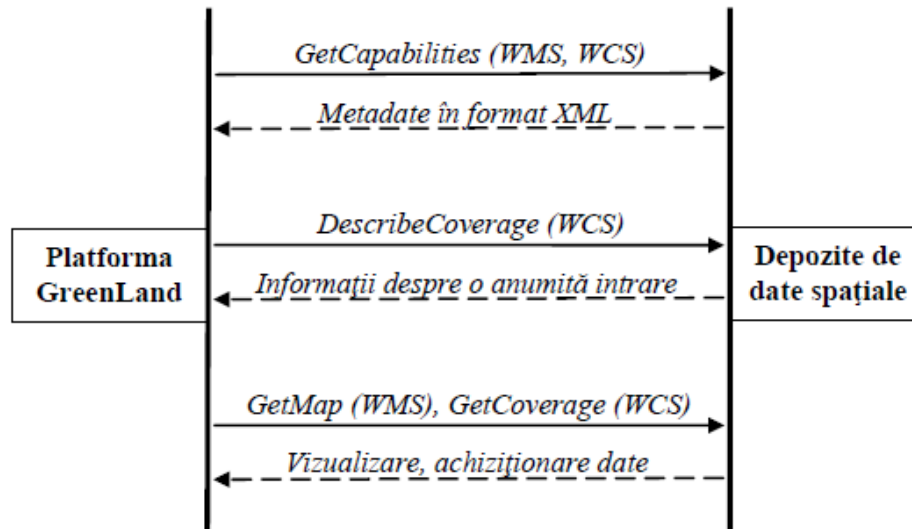 GetCapabilities (WMS, WCS)
Metadate în format XML
DescribeCoverage (WCS)
Platforma
GreenLand
Informaţii despre o anumită intrare
Depozite de
date spaţiale
GetMap (WMS), GetCoverage (WCS)
Vizualizare, achiziţionare date